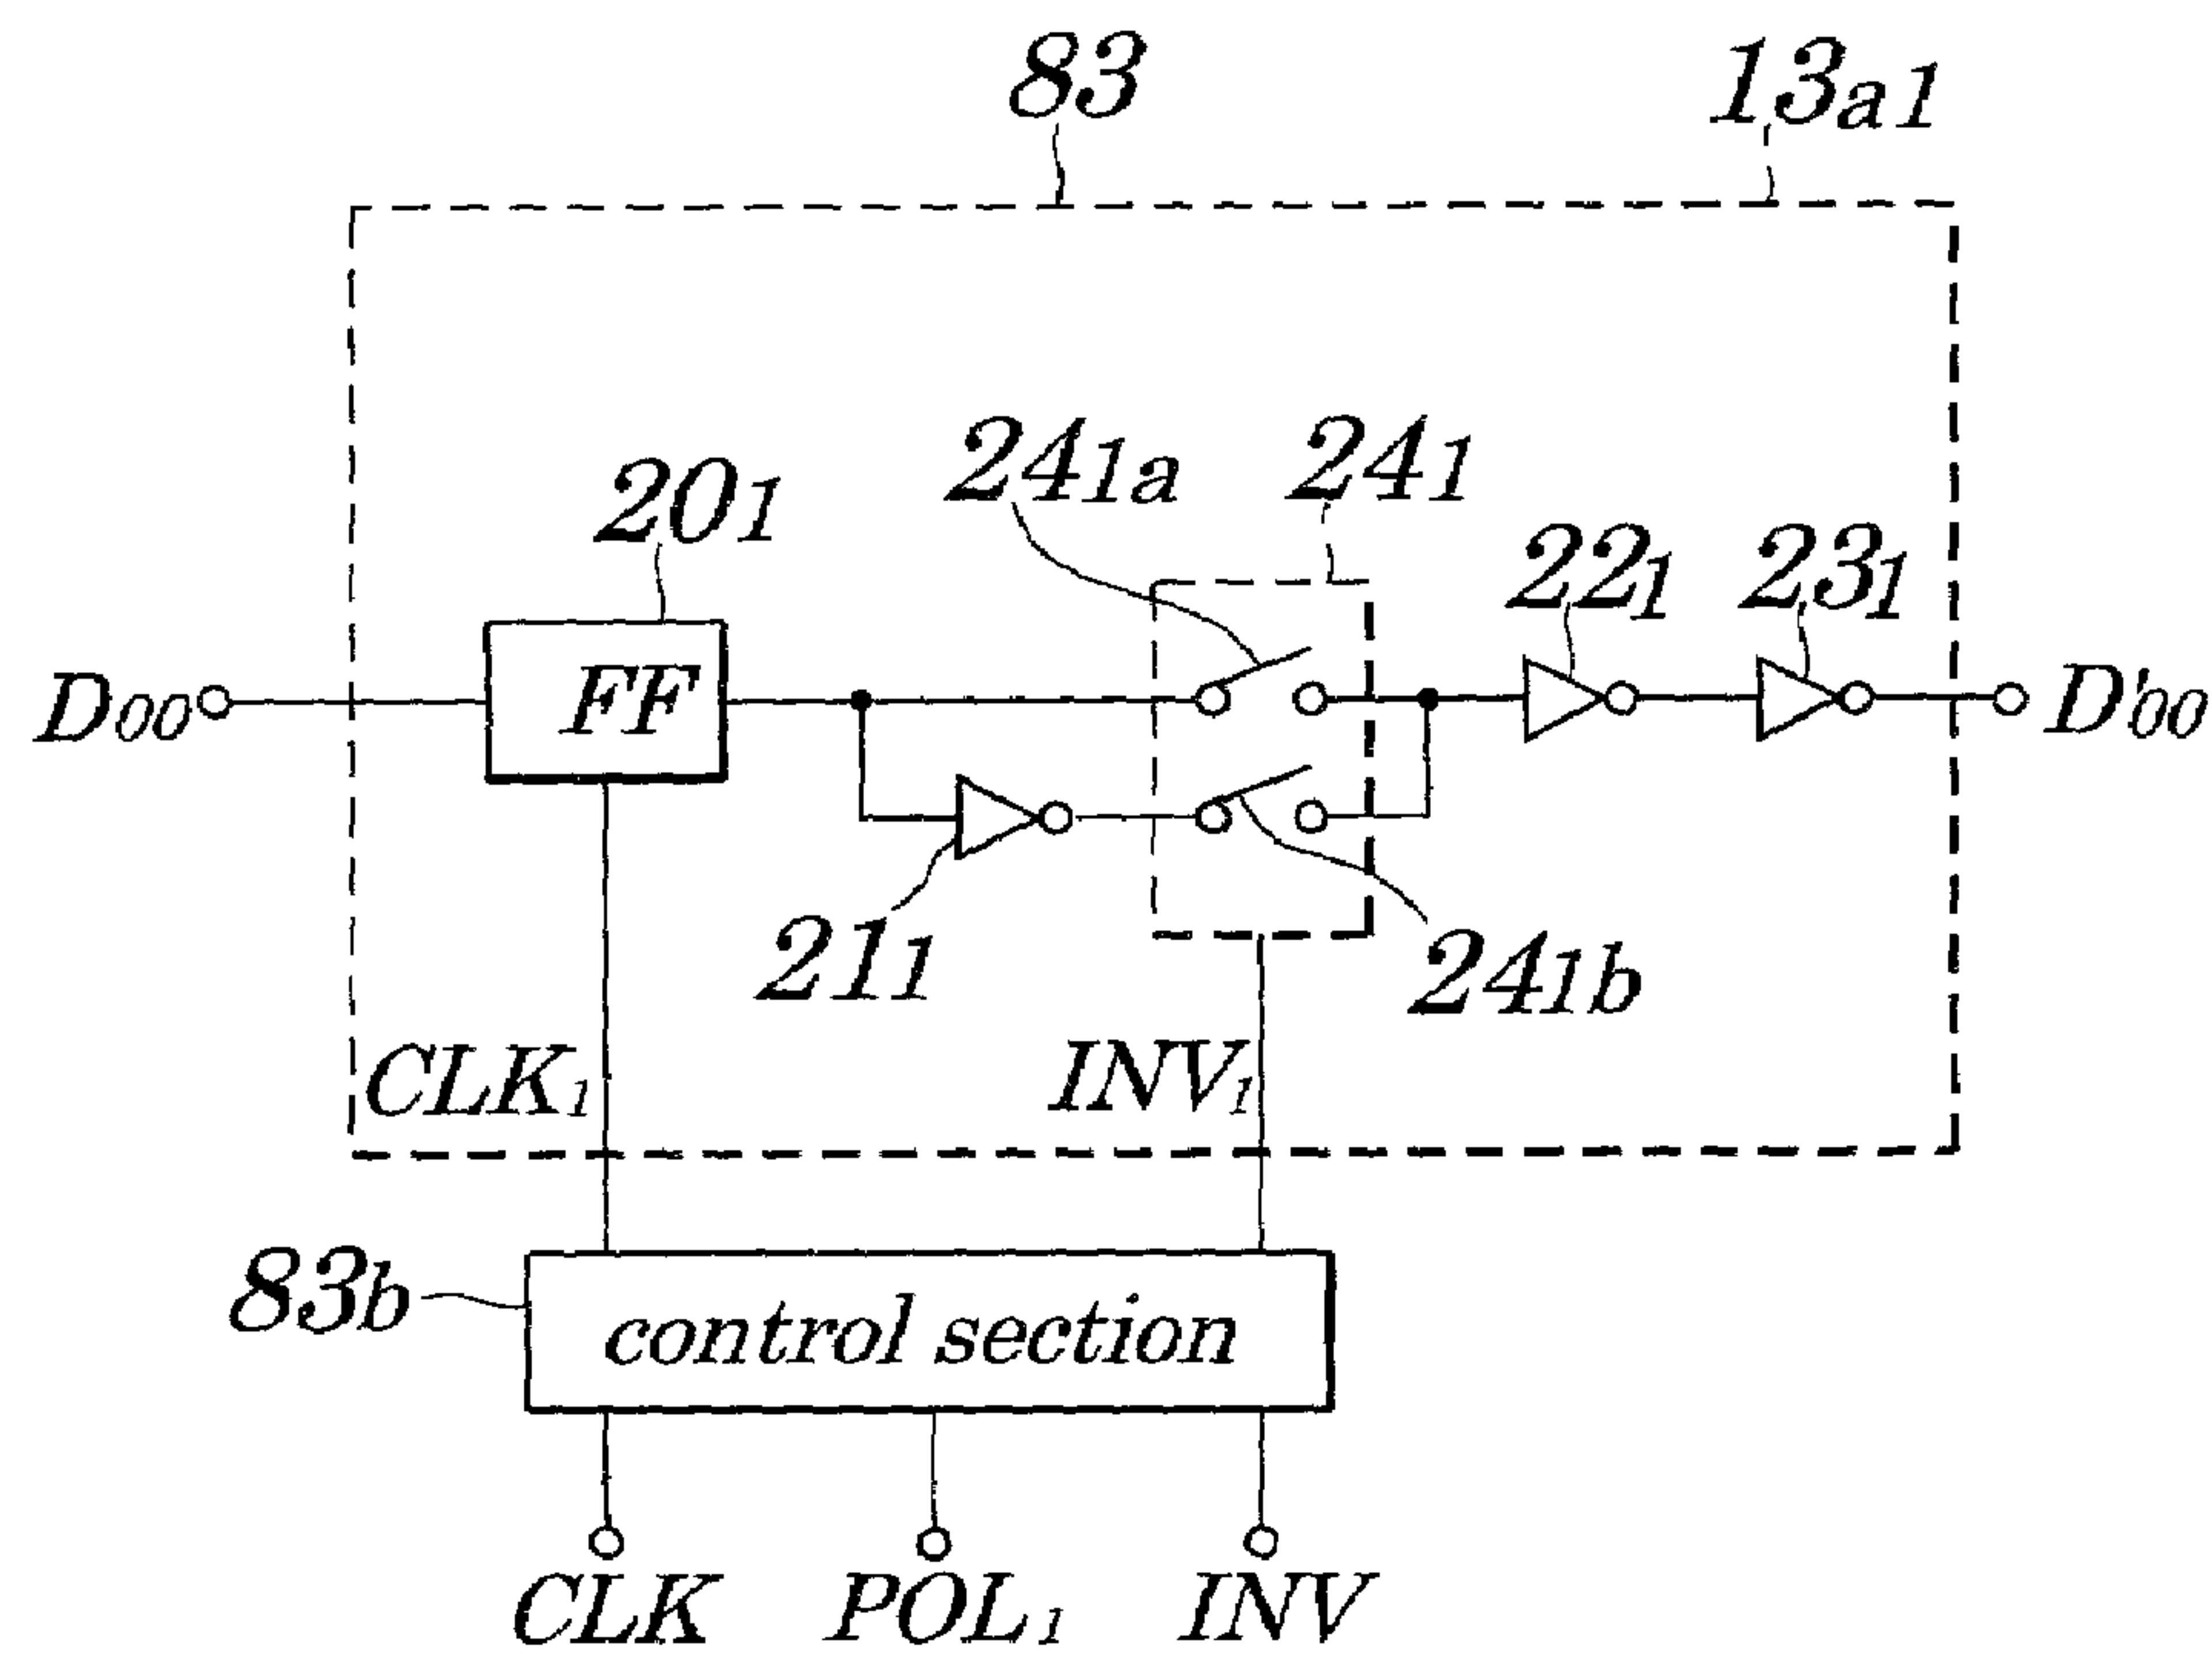 83
13a1
241a
241
201
221
231
D00
FF
D'00
211
241b
CLK1
INV1
83b
control section
CLK
POL1
INV